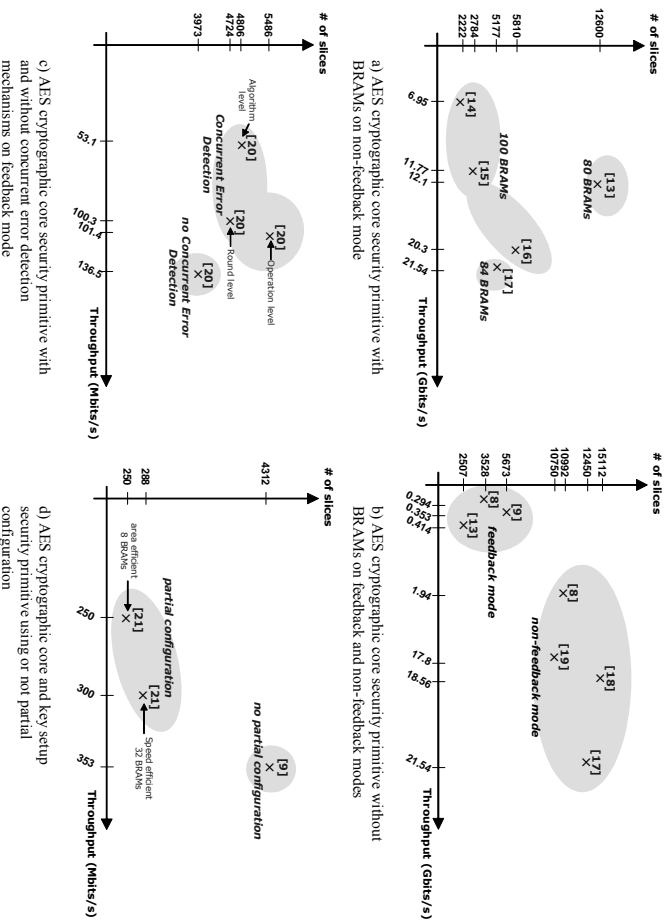 # of slices
12600
5810
5177
2784
2222
[13]
80 BRAMs
100 BRAMs
[14]
[15]
[16]
[17]
84 BRAMs
6.95
11.77
12.1
20.3
21.54
Throughput (Gbits/s)
a) AES cryptographic core security primitive with
BRAMs on non-feedback mode
# of slices
15112
12450
10992
10750
5673
3528
2507
[8]
[9]
[13]
feedback mode
[8]
[19]
[18]
[17]
non-feedback mode
0.294
0.353
0.414
1.94
17.8
18.56
21.54
Throughput (Gbits/s)
b) AES cryptographic core security primitive without
BRAMs on feedback and non-feedback modes
# of slices
5486
4806
4724
3973
Algorithm
level
[20]
[20]
Operation level
[20]
Round level
Concurrent Error
Detection
[20]
no Concurrent Error
Detection
53.1
100.3
101.4
136.5
Throughput (Mbits/s)
c) AES cryptographic core security primitive with
and without concurrent error detection
mechanisms on feedback mode
# of slices
4312
288
250
partial configuration
[21]
area efficient
8 BRAMs
[21]
Speed efficient
32 BRAMs
[9]
no partial configuration
250
300
353
Throughput (Mbits/s)
d) AES cryptographic core and key setup
security primitive using or not partial
configuration